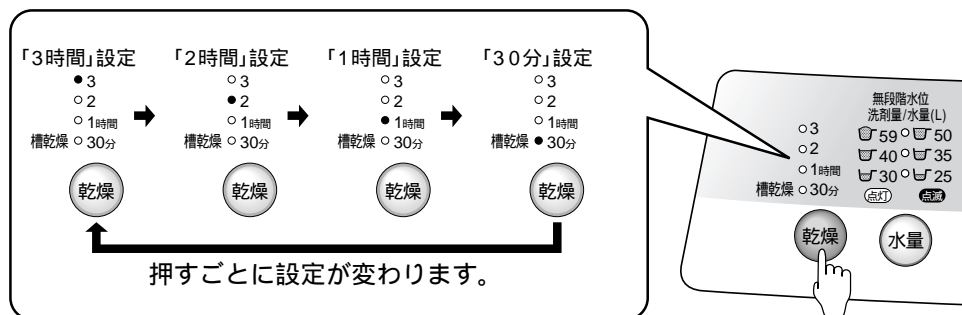 「3時間」設定
3
2
1時間
槽乾燥 30分
乾燥
「2時間」設定
3
2
1時間
槽乾燥 30分
乾燥
「1時間」設定
3
2
1時間
槽乾燥 30分
乾燥
「30分」設定
3
2
1時間
槽乾燥 30分
乾燥
押すごとに設定が変わります。
3
2
1時間
槽乾燥 30分
乾燥
無段階水位
洗剤量/水量(L)
59 50
40 35
30 25
点灯 点滅
水量